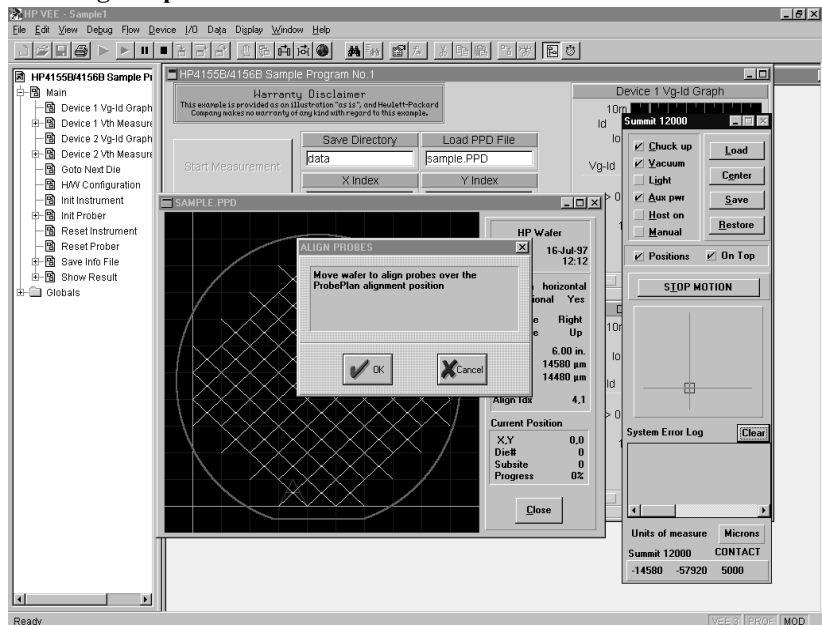 HP VEE - Sample1
File Edit View Debug Flow Device I/O Data Display Window Help
HP4155B/4156B Sample Pr
Main
Device 1 Vg-Id Graph
Device 1 Vth Measure
Device 2 Vg-Id Graph
Device 2 Vth Measure
Goto Next Die
H/W Configuration
Init Instrument
Init Prober
Reset Instrument
Reset Prober
Save Info File
Show Result
Globals
HP4155B/4156B Sample Program No.1
Warranty Disclaimer
This example is provided as an illustration "as is", and Hewlett-Packard
Company makes no warranty of any kind with regard to this example.
Start Measurement
Save Directory
data
Load PPD File
sample.PPD
X Index
Y Index
Device 1 Vg-Id Graph
10m
Id
Vg-Id
SAMPLE.PPD
HP Wafer
16-Jul-97
12:12
horizontal
ional Yes
e Right
e Up
6.00 in.
14580 µm
14480 µm
Align Idx 4,1
Current Position
X,Y 0,0
Die# 0
Subsite 0
Progress 0%
Close
ALIGN PROBES
Move wafer to align probes over the
ProbePlan alignment position
OK
Cancel
Summit 12000
Chuck up
Vacuum
Light
Aux pwr
Host on
Manual
Load
Center
Save
Restore
Positions On Top
STOP MOTION
System Error Log
Clear
Units of measure Microns
Summit 12000 CONTACT
-14580 -57920 5000
Ready
VEE 3 PROF MOD